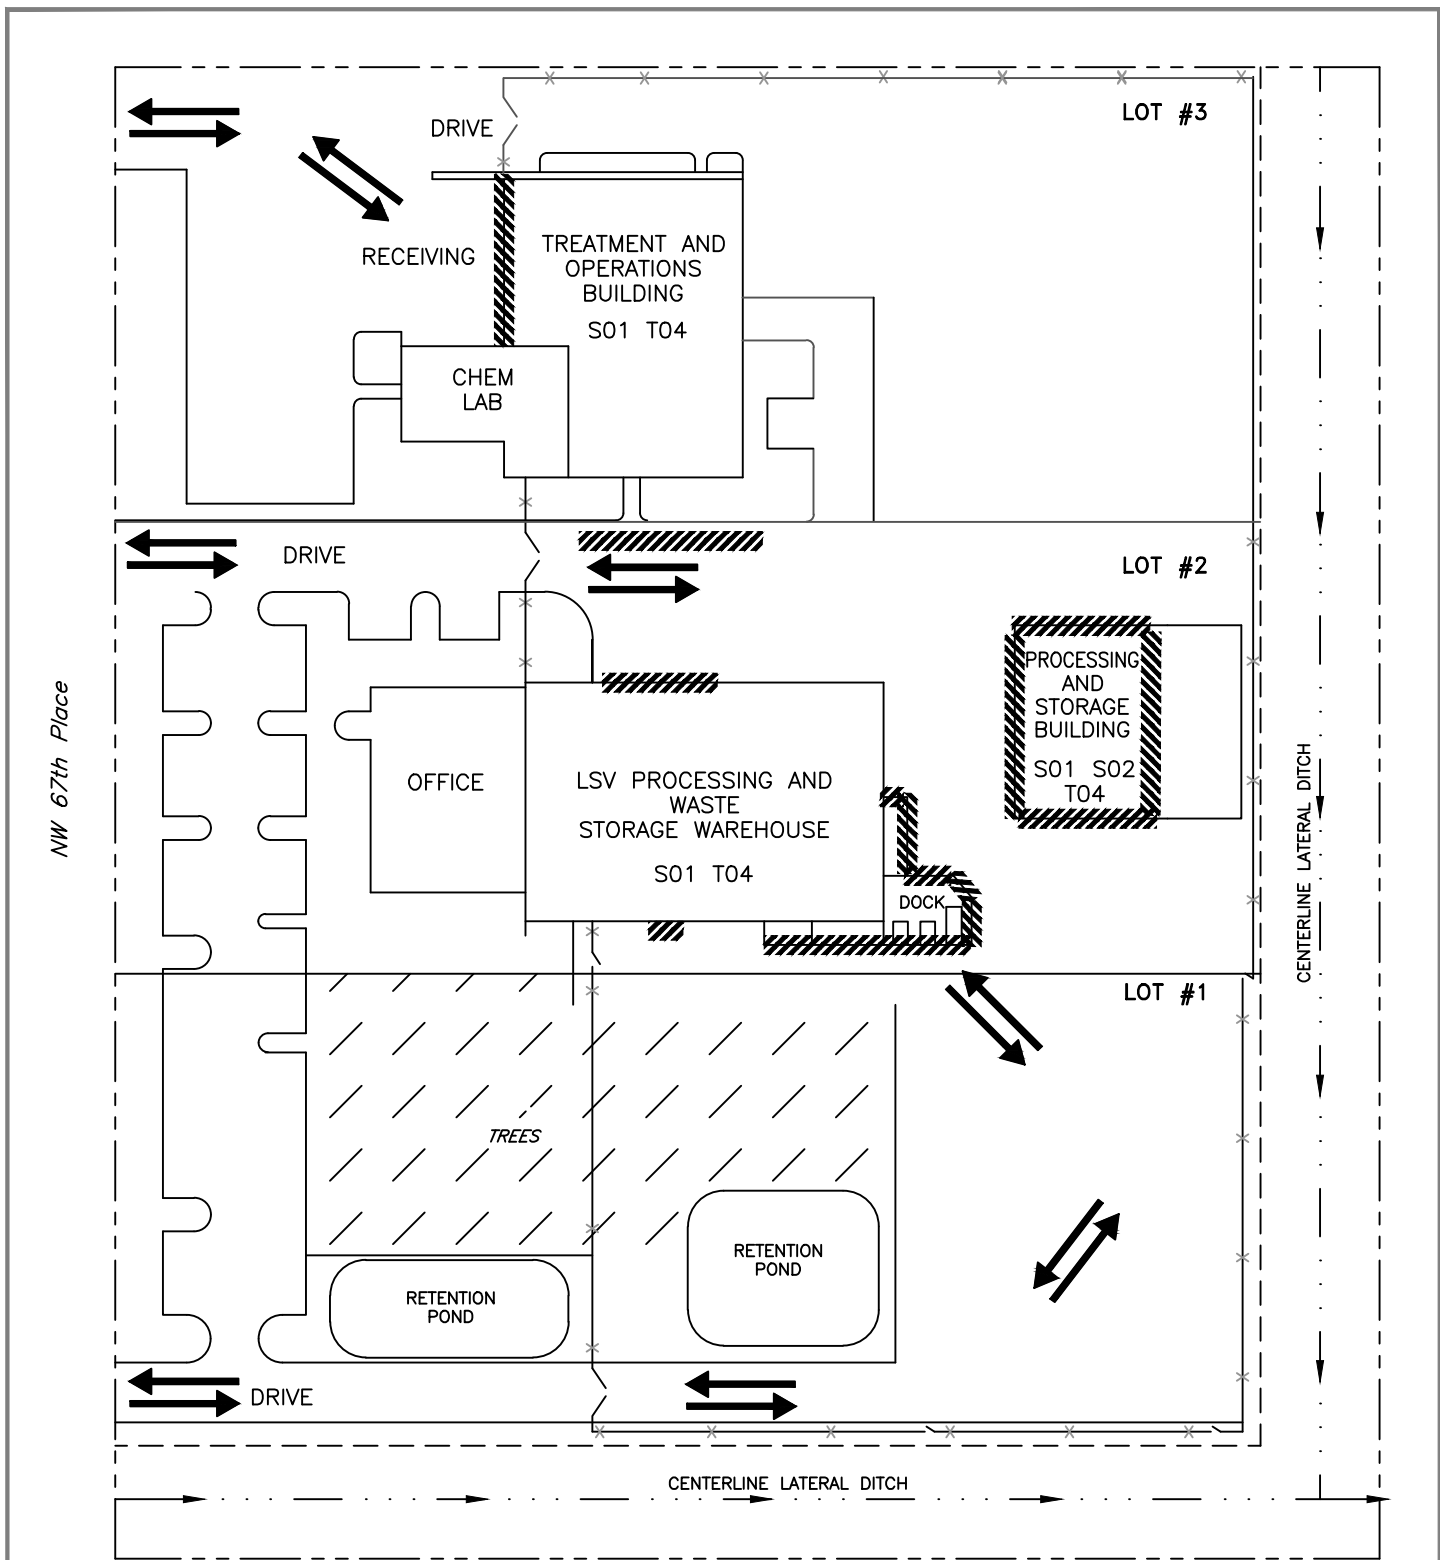 LOT #3
DRIVE
RECEIVING
TREATMENT AND
OPERATIONS
BUILDING
S01 T04
CHEM
LAB
DRIVE
LOT #2
NW 67th Place
OFFICE
LSV PROCESSING AND
WASTE
STORAGE WAREHOUSE
S01 T04
PROCESSING
AND
STORAGE
BUILDING
S01 S02
T04
DOCK
CENTERLINE LATERAL DITCH
LOT #1
TREES
RETENTION
POND
RETENTION
POND
DRIVE
CENTERLINE LATERAL DITCH